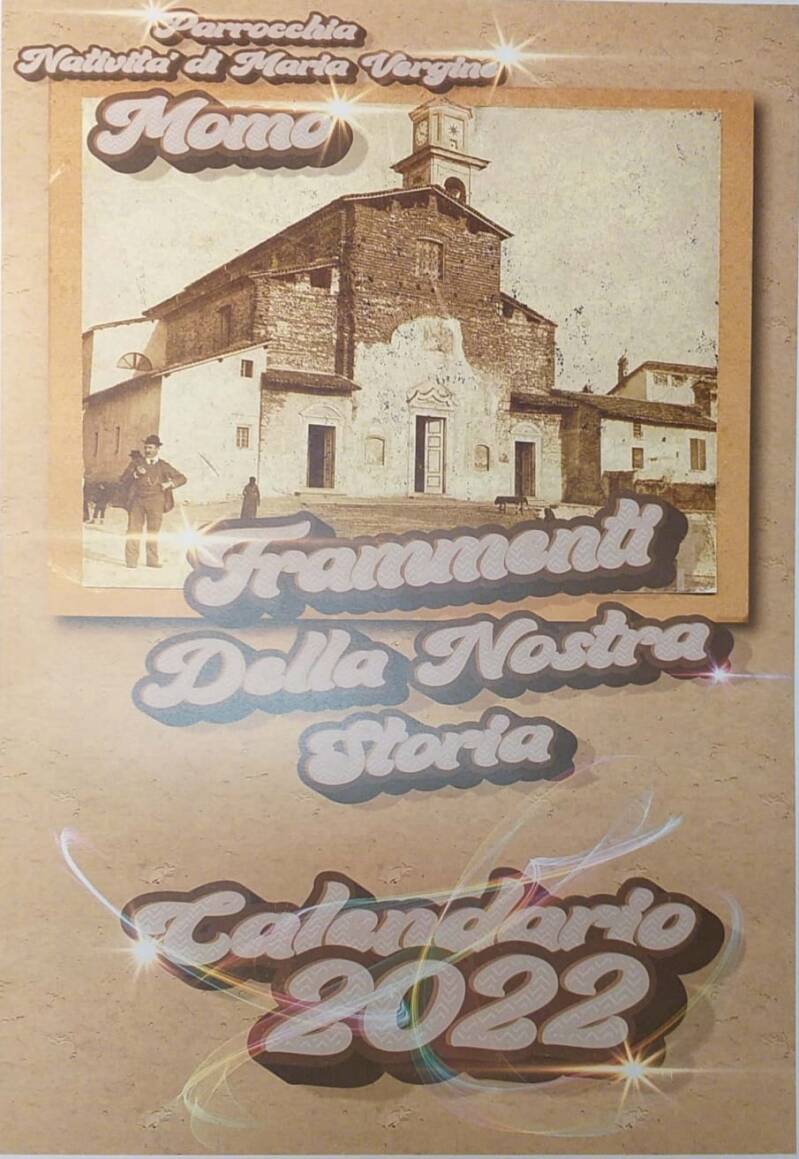 Parrocchia
Nativita' di Maria Vergine
Momo
Frammenti
Della Nostra
Storia
Calendario
2022